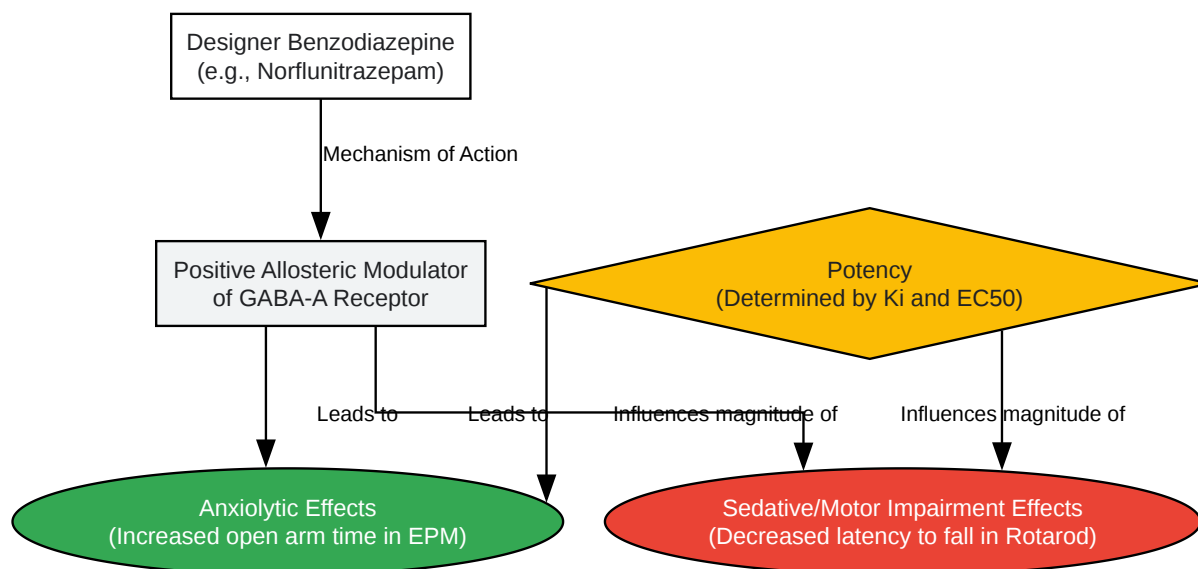 Designer Benzodiazepine
(e.g., Norflunitrazepam)
Mechanism of Action
Positive Allosteric Modulator
of GABA-A Receptor
Potency
(Determined by Ki and EC50)
Leads to
Leads to
Influences magnitude of
Influences magnitude of
Anxiolytic Effects
(Increased open arm time in EPM)
Sedative/Motor Impairment Effects
(Decreased latency to fall in Rotarod)